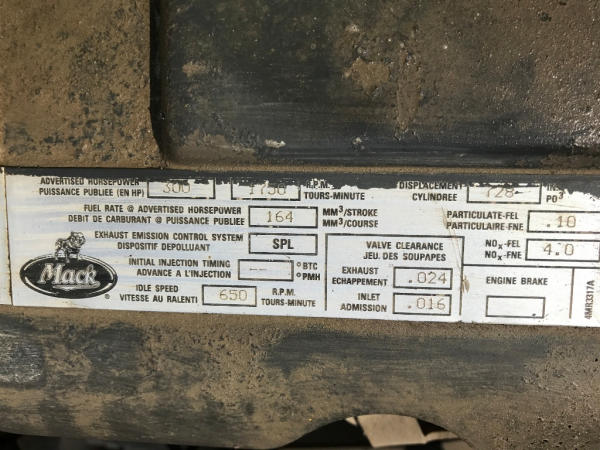 ADVERTISED HORSEPOWER 300 1750 R.P.M. DISPLACEMENT 728
PUISSANCE PUBLIEE (EN HP) TOURS-MINUTE CYLINDREE PO³
FUEL RATE @ ADVERTISED HORSEPOWER 164 MM³/STROKE
DEBIT DE CARBURANT @ PUISSANCE PUBLIEE MM³/COURSE
PARTICULATE-FEL .10
PARTICULAIRE-FNE
EXHAUST EMISSION CONTROL SYSTEM SPL
DISPOSITIF DEPOLLUANT
VALVE CLEARANCE
JEU. DES SOUPAPES
NOx-FEL 4.0
NOx-FNE
Mack ®
INITIAL INJECTION TIMING °BTC
ADVANCE A L'INJECTION °PMH
EXHAUST .024
ECHAPPEMENT
ENGINE BRAKE
IDLE SPEED 650 R.P.M.
VITESSE AU RALENTI TOURS-MINUTE
INLET .016
ADMISSION
4MR3317A